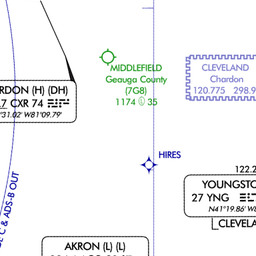 MIDDLEFIELD
Geauga County
(7G8)
1174 35
CLEVELAND
Chardon
120.775 298.9
RDON (H) (DH)
7 CXR 74
31.02' W81°09.79'
HIRES
122.2
YOUNGSTO
27 YNG
N41°19.86' W8
CLEVELA
C & ADS-B OUT
AKRON (L) (L)